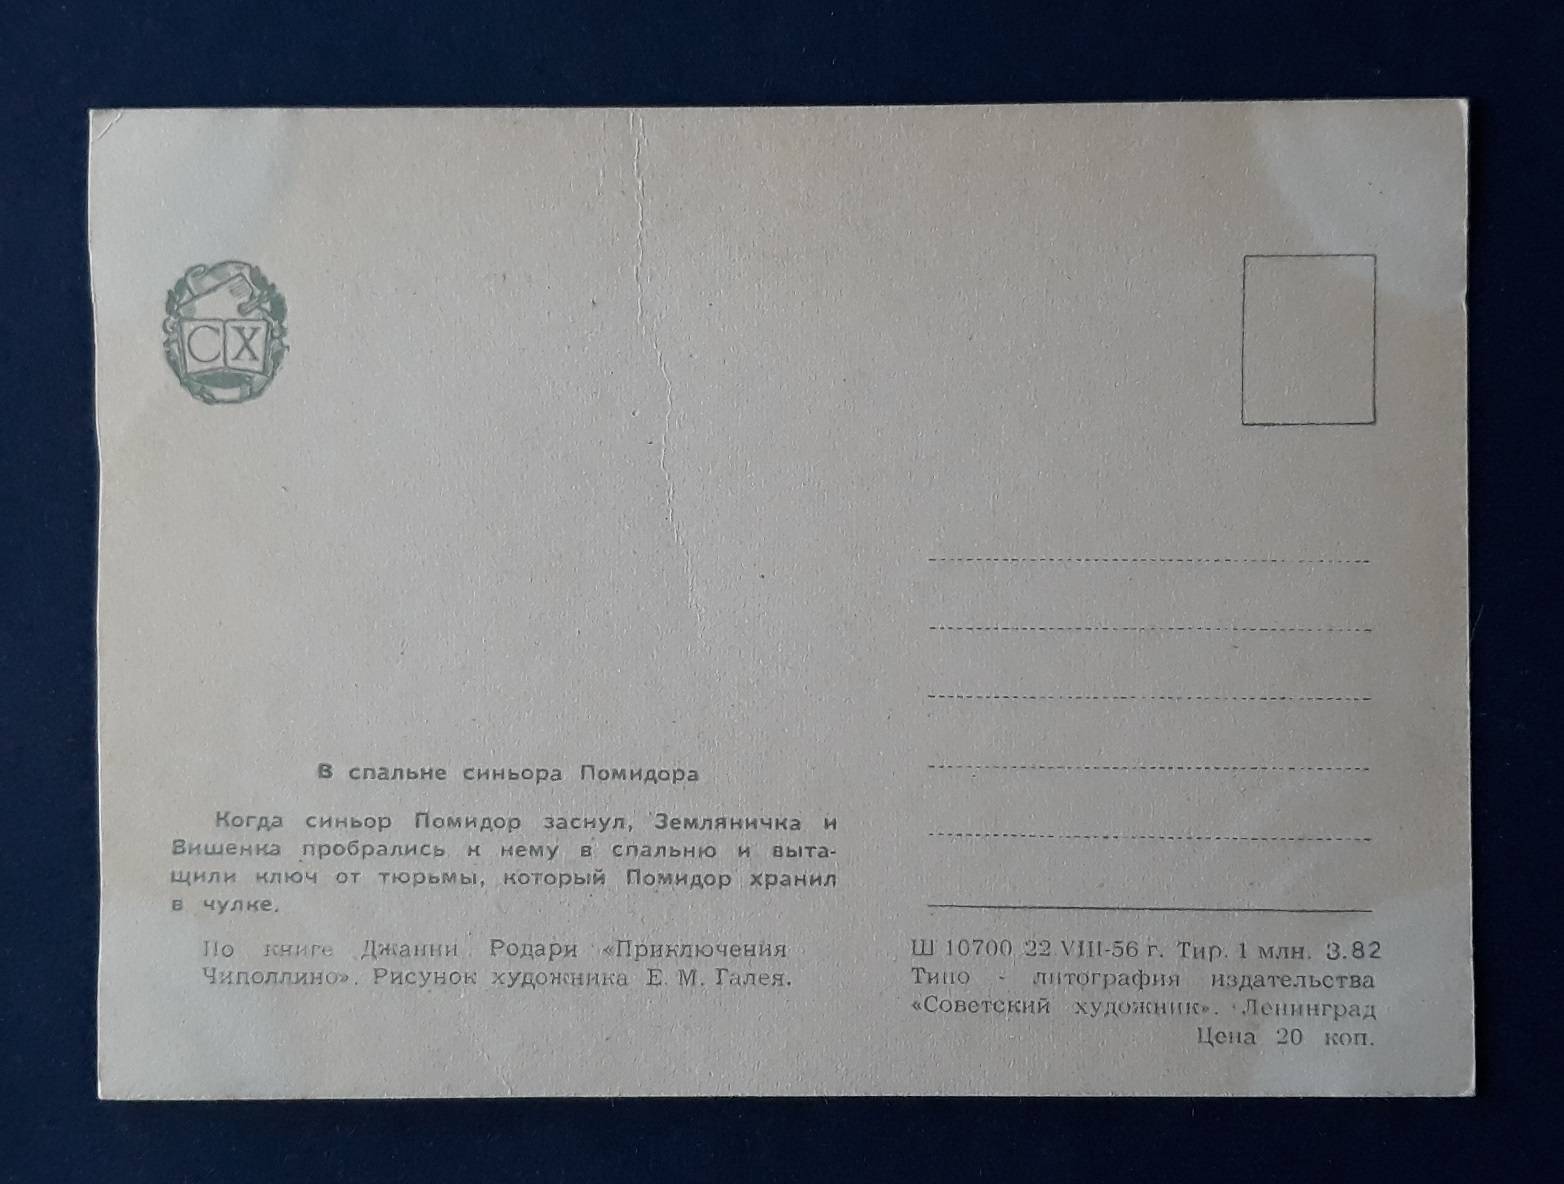 СХ
В спальне синьора Помидора
Когда синьор Помидор заснул, Земляничка и
Вишенка пробрались к нему в спальню и выта-
щили ключ от тюрьмы, который Помидор хранил
в чулке.
По книге Джанни Родари «Приключения
Чиполлино». Рисунок художника Е. М. Галея.
Ш 10700 22 VIII-56 г. Тир. 1 млн. З.82
Типо - литография издательства
«Советский художник». Ленинград
Цена 20 коп.